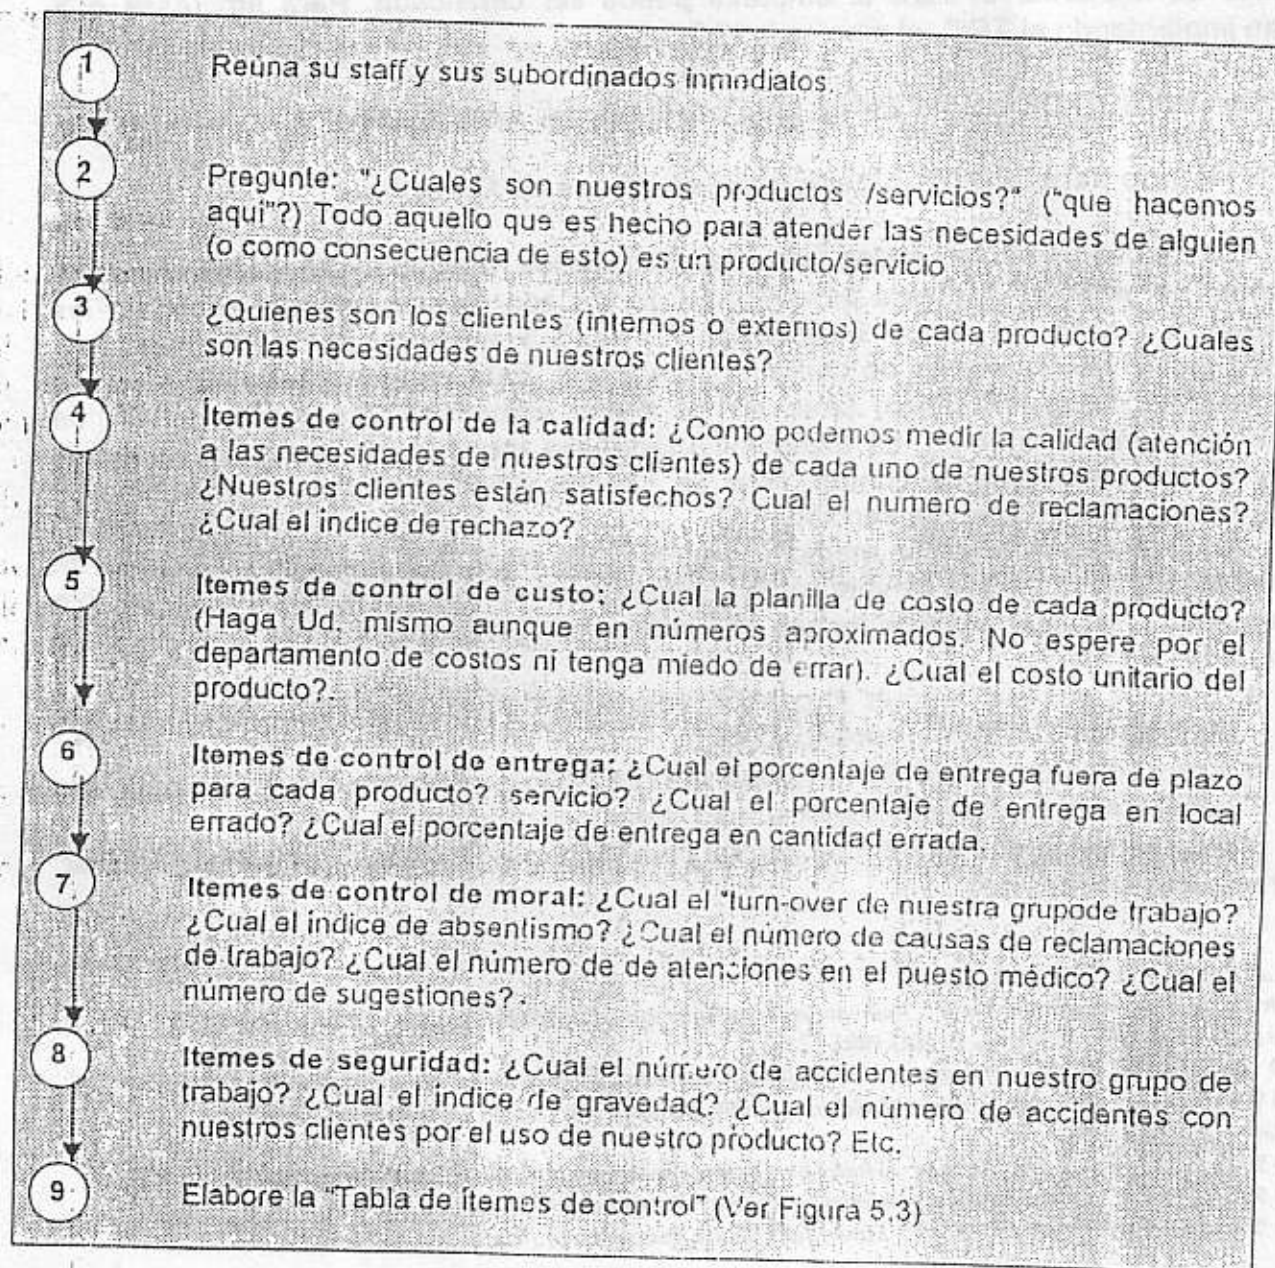 1
Reúna su staff y sus subordinados inmediatos.
2
Pregunte: "¿Cuales son nuestros productos /servicios?" ("que hacemos
aqui"?) Todo aquello que es hecho para atender las necesidades de alguien
(o como consecuencia de esto) es un producto/servicio
3
¿Quienes son los clientes (internos o externos) de cada producto? ¿Cuales
son las necesidades de nuestros clientes?
4
Ítemes de control de la calidad: ¿Como podemos medir la calidad (atención
a las necesidades de nuestros clientes) de cada uno de nuestros productos?
¿Nuestros clientes están satisfechos? Cual el numero de reclamaciones?
¿Cual el indice de rechazo?
5
Itemes de control de custo: ¿Cual la planilla de costo de cada producto?
(Haga Ud. mismo aunque en números aproximados. No espere por el
departamento de costos ni tenga miedo de errar). ¿Cual el costo unitario del
producto?.
6
Itemes de control de entrega: ¿Cual el porcentaje de entrega fuera de plazo
para cada producto? servicio? ¿Cual el porcentaje de entrega en local
errado? ¿Cual el porcentaje de entrega en cantidad errada.
7
Itemes de control de moral: ¿Cual el "turn-over de nuestra grupode trabajo?
¿Cual el índice de absentismo? ¿Cual el número de causas de reclamaciones
de trabajo? ¿Cual el número de de atenciones en el puesto médico? ¿Cual el
número de sugestiones?.
8
Itemes de seguridad: ¿Cual el número de accidentes en nuestro grupo de
trabajo? ¿Cual el indice de gravedad? ¿Cual el número de accidentes con
nuestros clientes por el uso de nuestro producto? Etc.
9
Elabore la "Tabla de ítemes de control" (Ver Figura 5.3)